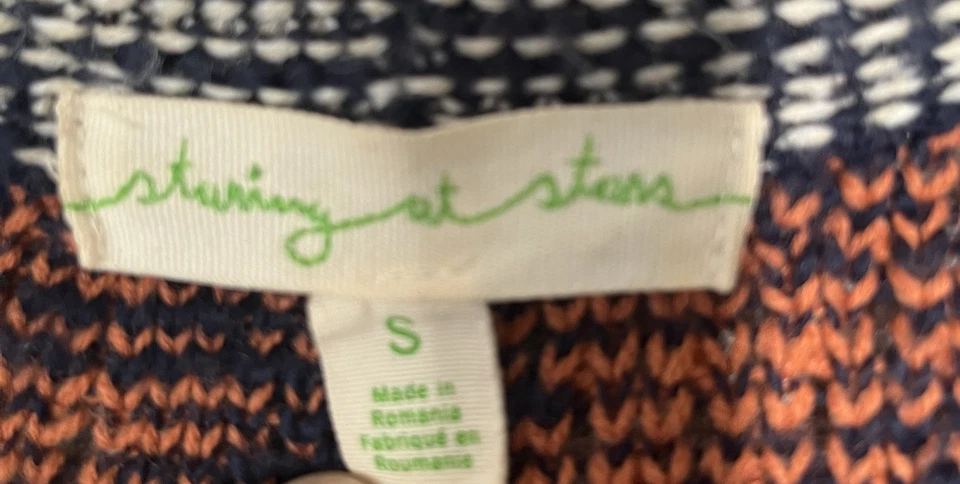 staring at stars
S
Made in
Romania
Fabriqué en
Roumanie